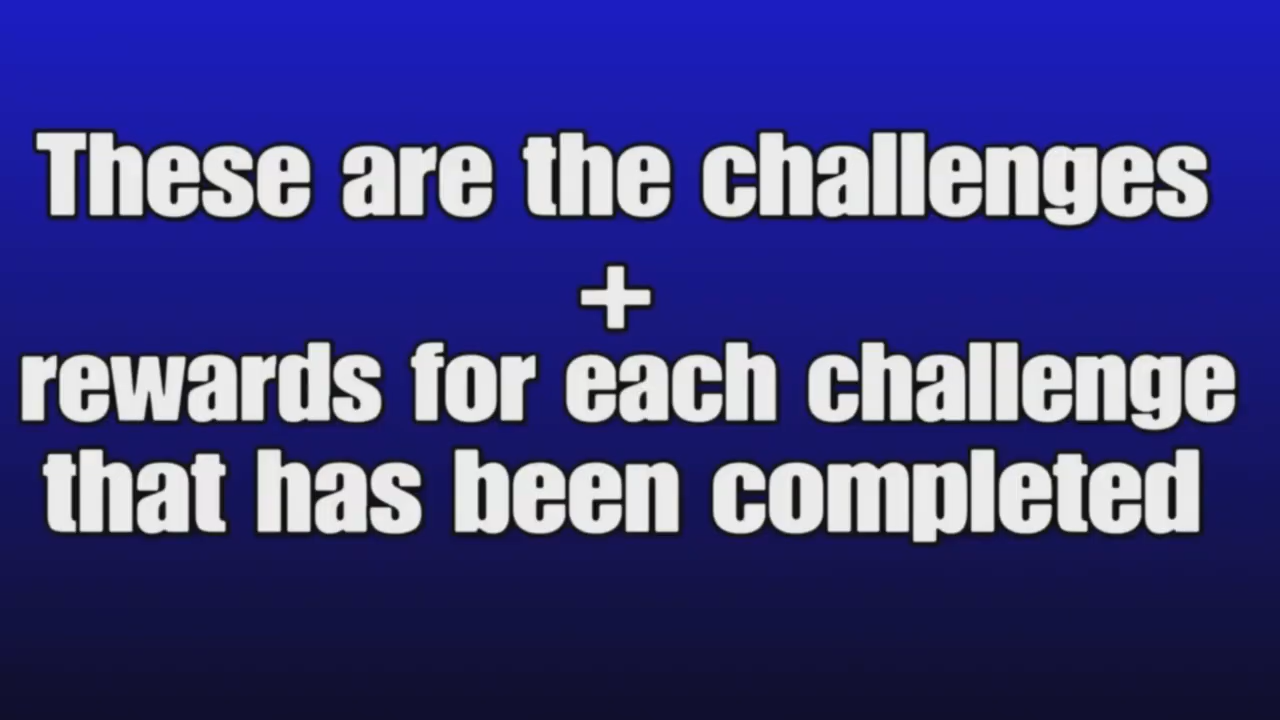 These are the challenges
+
rewards for each challenge
that has been completed